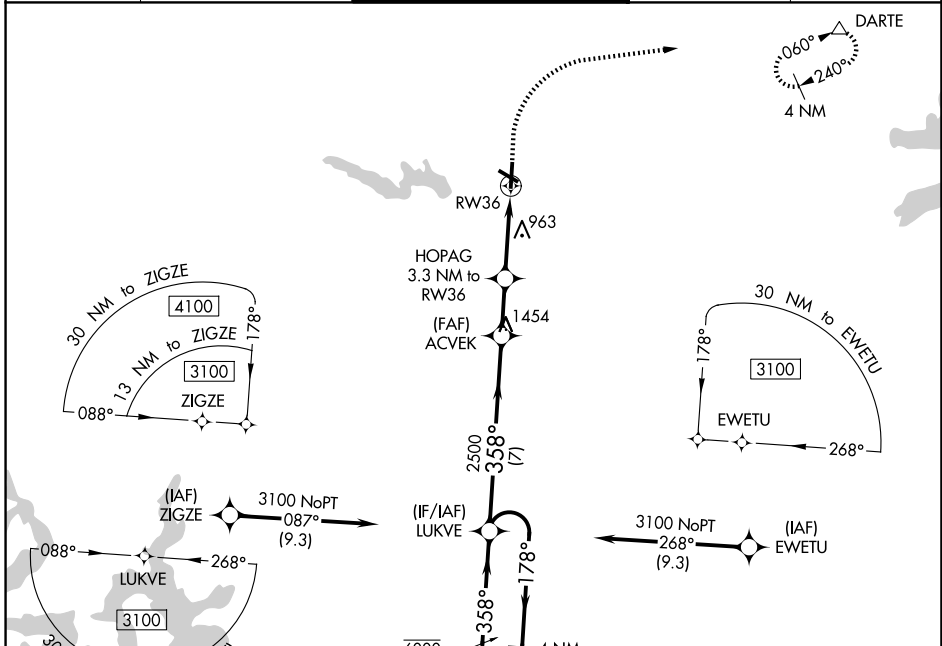 DARTE
060°
240°
4 NM
RW36
963
HOPAG
3.3 NM to
RW36
1454
(FAF)
ACVEK
30 NM to ZIGZE
4100
178°
13 NM to ZIGZE
3100
ZIGZE
088°
30 NM to EWETU
178°
3100
EWETU
268°
2500
358°
(7)
(IAF)
ZIGZE
3100 NoPT
087°
(9.3)
(IF/IAF)
LUKVE
3100 NoPT
268°
(9.3)
(IAF)
EWETU
088°
268°
LUKVE
3100
358°
178°
4 NM